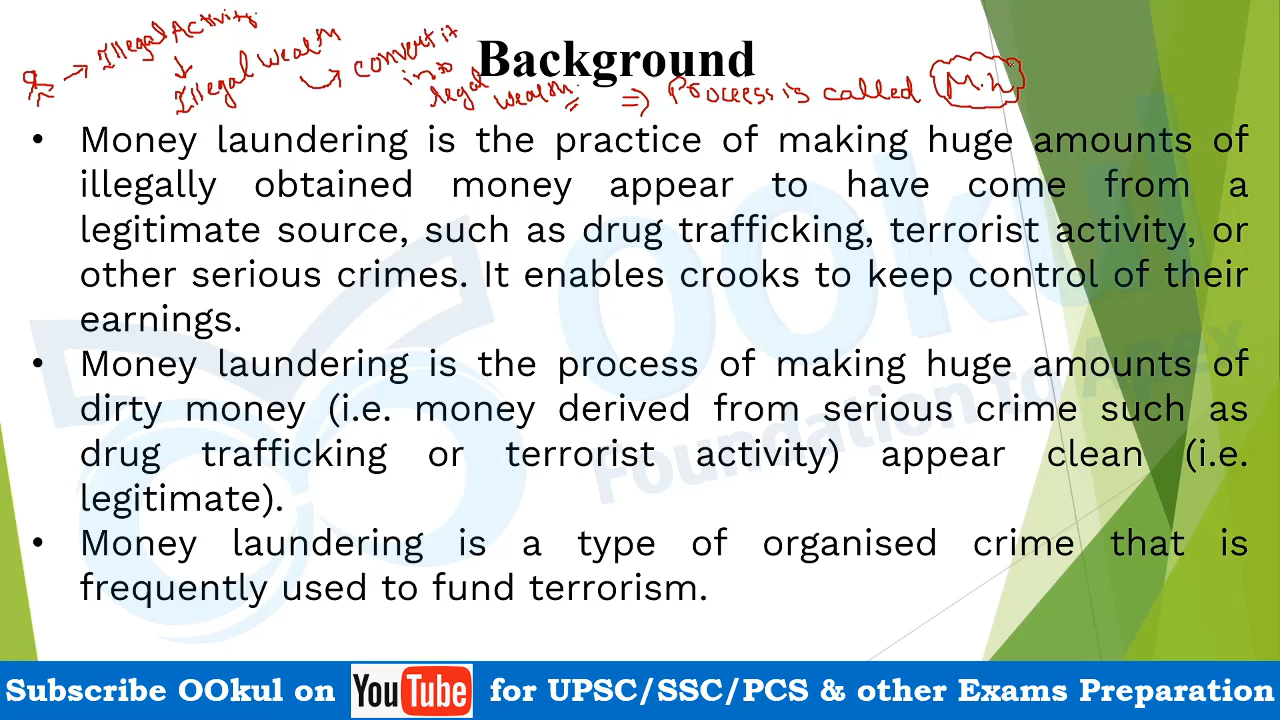 Illegal Activity
Illegal Wealth
convert it
into
legal
wealth.
Process is called
M.L
Background
• Money laundering is the practice of making huge amounts of
illegally obtained money appear to have come from a
legitimate source, such as drug trafficking, terrorist activity, or
other serious crimes. It enables crooks to keep control of their
earnings.
• Money laundering is the process of making huge amounts of
dirty money (i.e. money derived from serious crime such as
drug trafficking or terrorist activity) appear clean (i.e.
legitimate).
• Money laundering is a type of organised crime that is
frequently used to fund terrorism.
OOkul
Foundation to Apex
Subscribe OOkul on YouTube for UPSC/SSC/PCS & other Exams Preparation